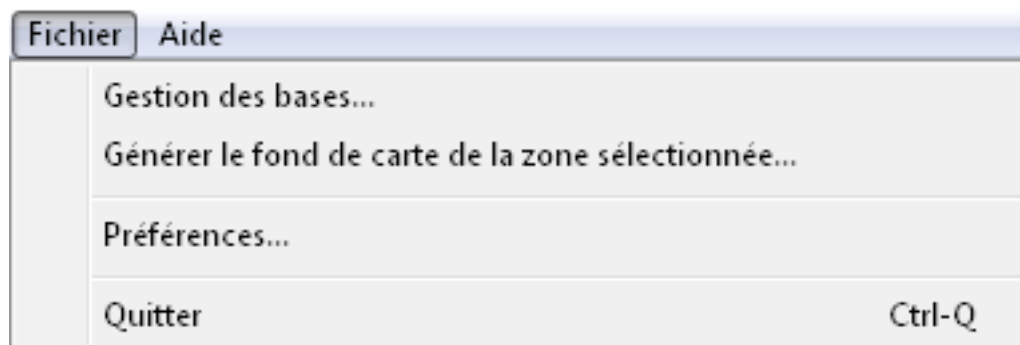 Fichier Aide
Gestion des bases...
Générer le fond de carte de la zone sélectionnée...
Préférences...
Quitter Ctrl-Q